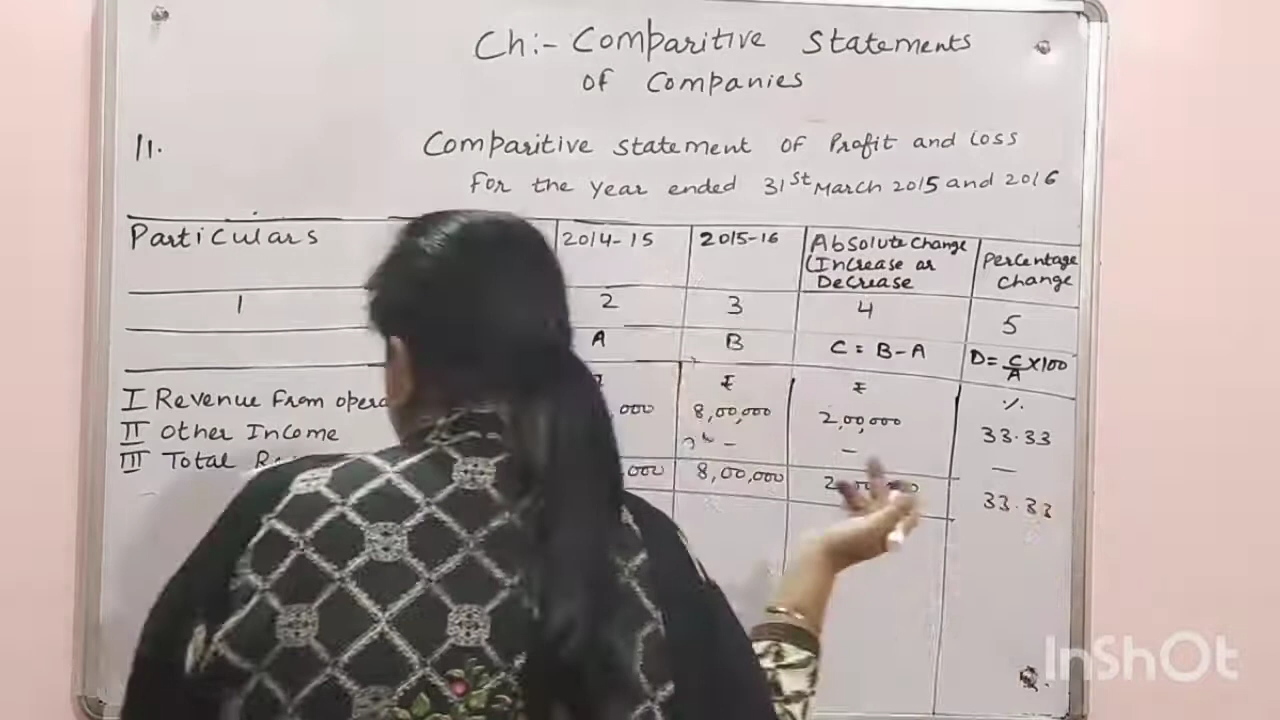 Ch:- Comparitive Statements
of Companies
11. Comparitive statement of Profit and Loss
For the Year ended 31st March 2015 and 2016
Particulars 2014-15 2015-16 Absolute Change (Increase or Decrease Percentage Change
1 2 3 4 5
A B C = B-A D = C/A X100
₹ ₹ %
I Revenue From opera ,000 8,00,000 2,00,000 33.33
II Other Income - — —
III Total ,000 8,00,000 33.33
InShOt